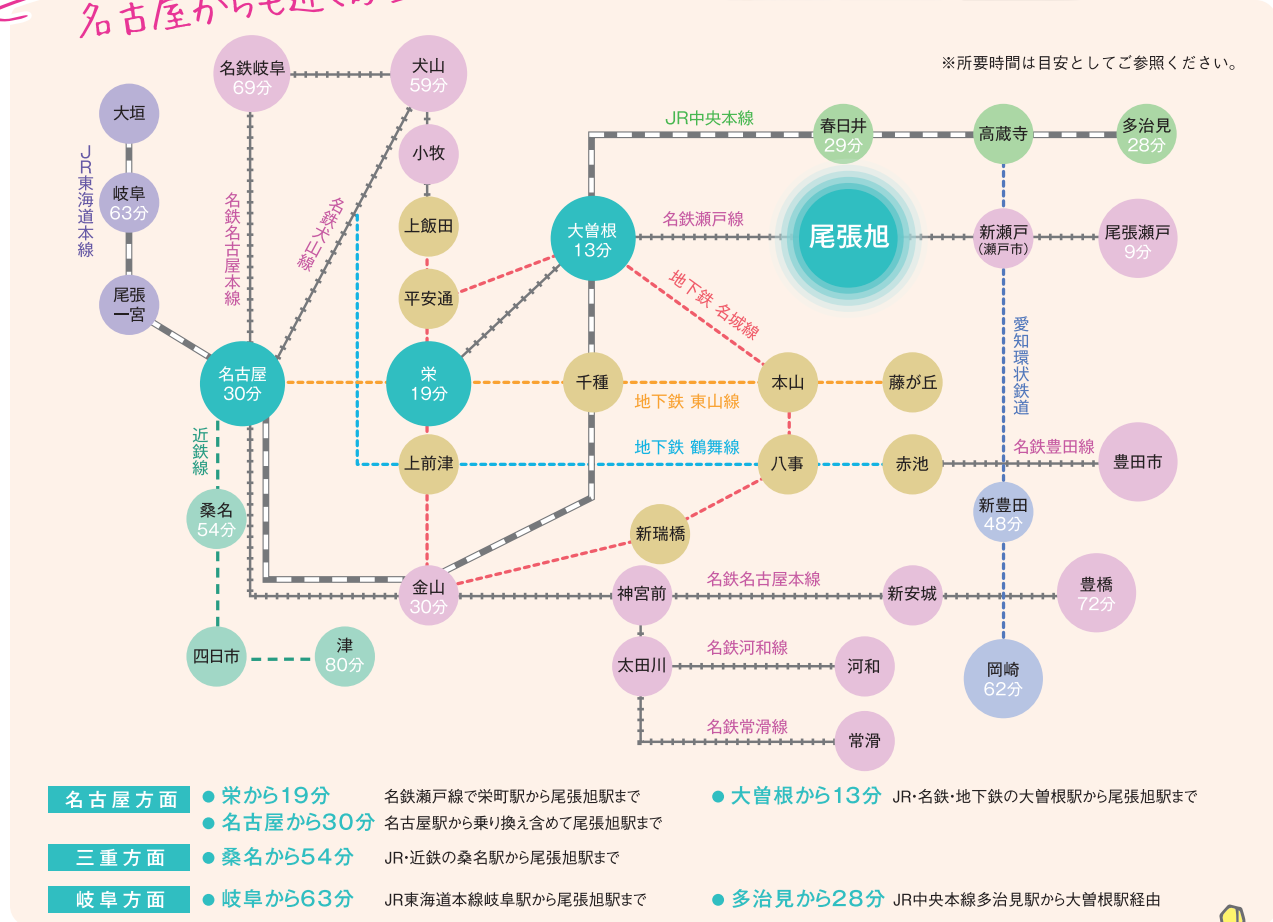 名古屋からも近くの
※所要時間は目安としてご参照ください。
名鉄岐阜
69分
犬山
59分
大垣
JR中央本線
春日井
29分
高蔵寺
多治見
28分
小牧
JR東海道本線
岐阜
63分
名鉄名古屋本線
名鉄犬山線
上飯田
大曽根
13分
名鉄瀬戸線
尾張旭
新瀬戸
(瀬戸市)
尾張瀬戸
9分
尾張
一宮
平安通
地下鉄 名城線
愛知環状鉄道
名古屋
30分
栄
19分
千種
本山
藤が丘
地下鉄 東山線
近鉄線
地下鉄 鶴舞線
名鉄豊田線
上前津
八事
赤池
豊田市
桑名
54分
新瑞橋
新豊田
48分
金山
30分
神宮前
名鉄名古屋本線
新安城
豊橋
72分
四日市
津
80分
太田川
名鉄河和線
河和
岡崎
62分
名鉄常滑線
常滑
名古屋方面
● 栄から19分 名鉄瀬戸線で栄町駅から尾張旭駅まで
● 大曽根から13分 JR・名鉄・地下鉄の大曽根駅から尾張旭駅まで
● 名古屋から30分 名古屋駅から乗り換え含めて尾張旭駅まで
三重方面
● 桑名から54分 JR・近鉄の桑名駅から尾張旭駅まで
岐阜方面
● 岐阜から63分 JR東海道本線岐阜駅から尾張旭駅まで
● 多治見から28分 JR中央本線多治見駅から大曽根駅経由